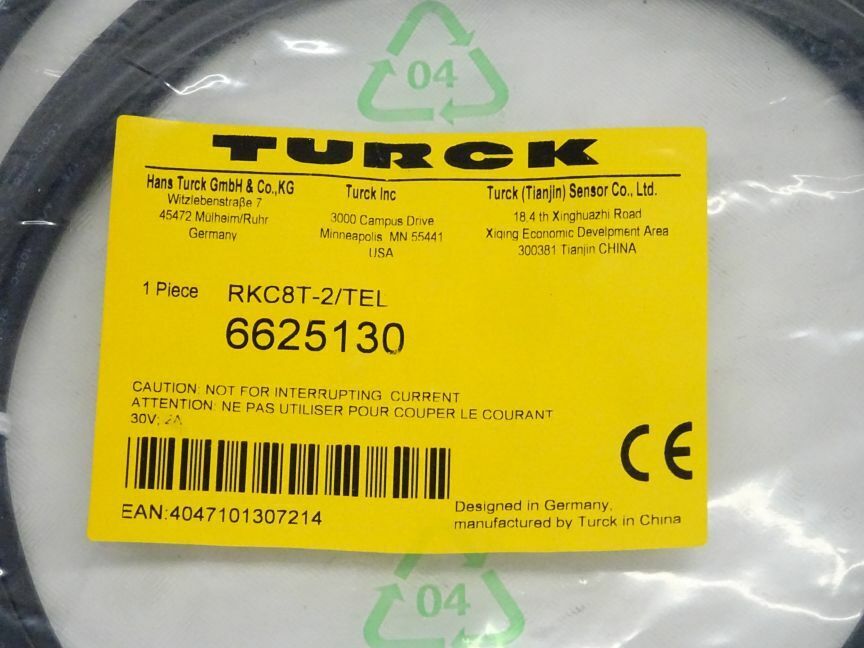 04
TURCK
Hans Turck GmbH & Co.,KG
Witzlebenstraße 7
45472 Mülheim/Ruhr
Germany
Turck Inc
3000 Campus Drive
Minneapolis MN 55441
USA
Turck (Tianjin) Sensor Co., Ltd.
18,4 th Xinghuazhi Road
Xiqing Economic Develpment Area
300381 Tianjin CHINA
1 Piece RKC8T-2/TEL
6625130
CAUTION: NOT FOR INTERRUPTING CURRENT
ATTENTION: NE PAS UTILISER POUR COUPER LE COURANT
30V; 2A
CE
EAN:4047101307214
Designed in Germany,
manufactured by Turck in China
04